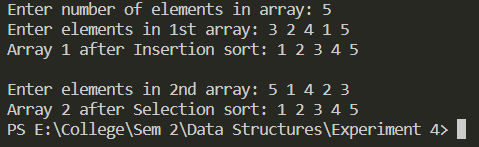 Enter number of elements in array: 5
Enter elements in 1st array: 3 2 4 1 5
Array 1 after Insertion sort: 1 2 3 4 5
Enter elements in 2nd array: 5 1 4 2 3
Array 2 after Selection sort: 1 2 3 4 5
PS E:\College\Sem 2\Data Structures\Experiment 4>